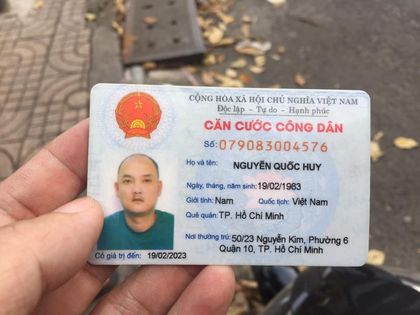 CỘNG HÒA XÃ HỘI CHỦ NGHĨA VIỆT NAM
Độc lập - Tự do - Hạnh phúc
CĂN CƯỚC CÔNG DÂN
Số: 079083004576
Họ và tên:
NGUYỄN QUỐC HUY
Ngày, tháng, năm sinh: 19/02/1983
Giới tính: Nam Quốc tịch: Việt Nam
Quê quán: TP. Hồ Chí Minh
Nơi thường trú: 50/23 Nguyễn Kim, Phường 6
Quận 10, TP. Hồ Chí Minh
Có giá trị đến: 19/02/2023